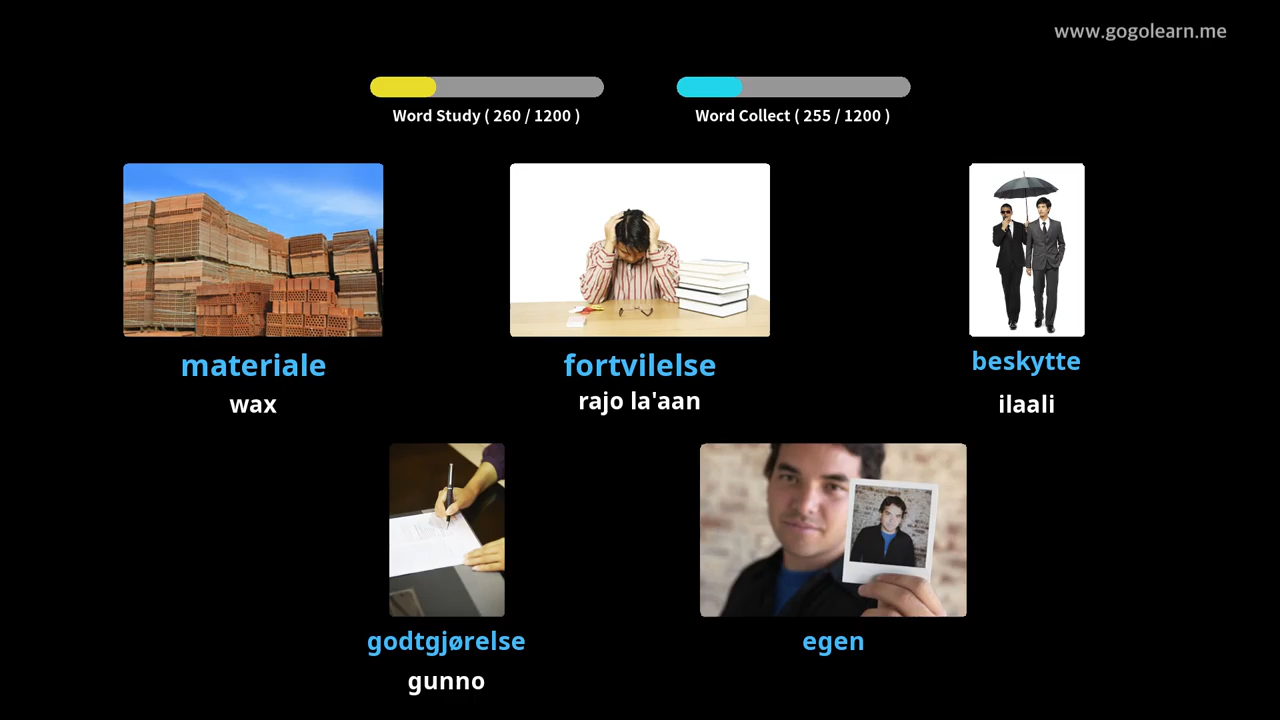 www.gogolearn.me
Word Study ( 260 / 1200 )
Word Collect ( 255 / 1200 )
materiale
wax
fortvilelse
rajo la'aan
beskytte
ilaali
godtgjørelse
gunno
egen